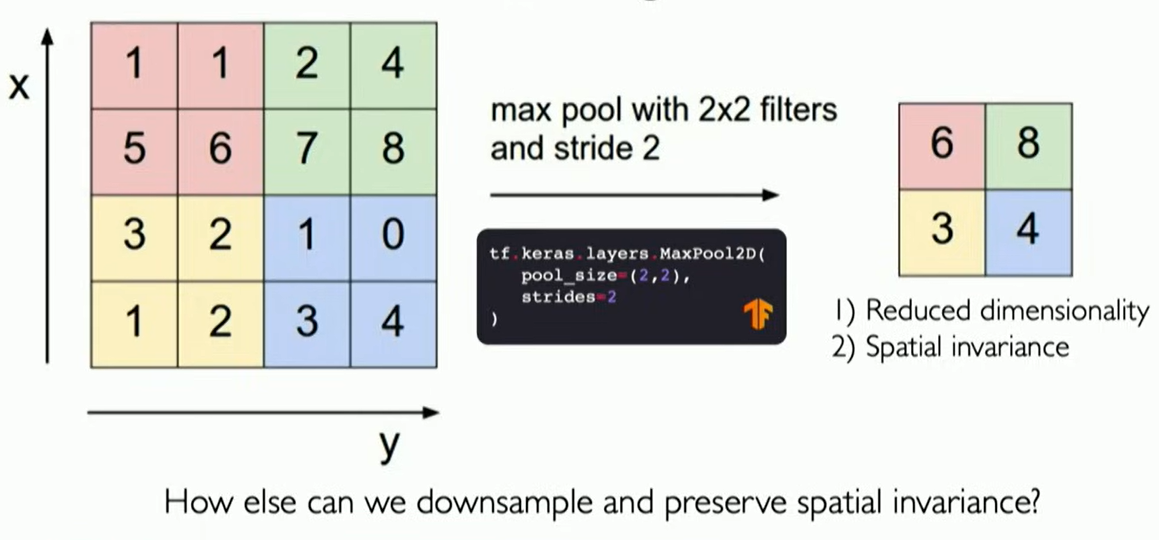 x
1 1 2 4
5 6 7 8
3 2 1 0
1 2 3 4
y
max pool with 2x2 filters
and stride 2
tf.keras.layers.MaxPool2D(
pool_size=(2,2),
strides=2
)
6 8
3 4
1) Reduced dimensionality
2) Spatial invariance
How else can we downsample and preserve spatial invariance?